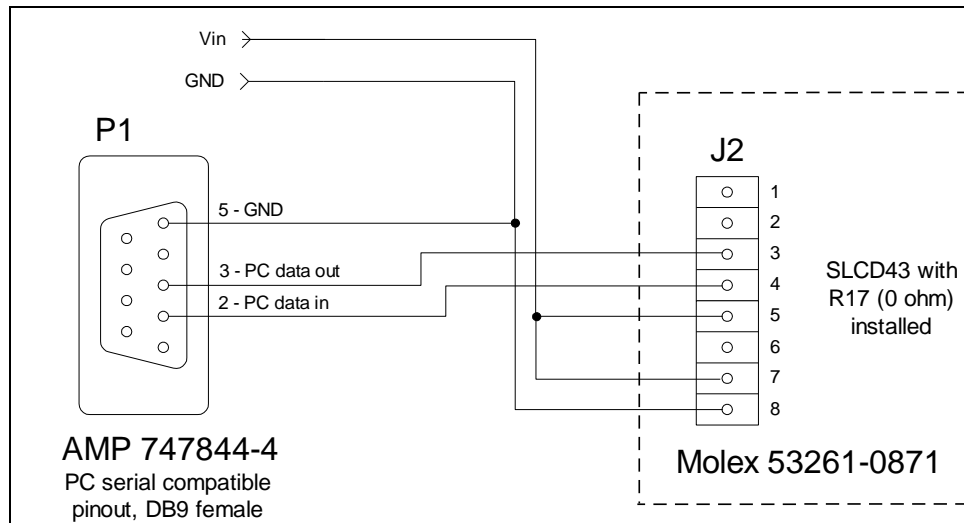 Vin
GND
P1
5 - GND
3 - PC data out
2 - PC data in
AMP 747844-4
PC serial compatible
pinout, DB9 female
J2
1
2
3
4
5
6
7
8
SLCD43 with
R17 (0 ohm)
installed
Molex 53261-0871